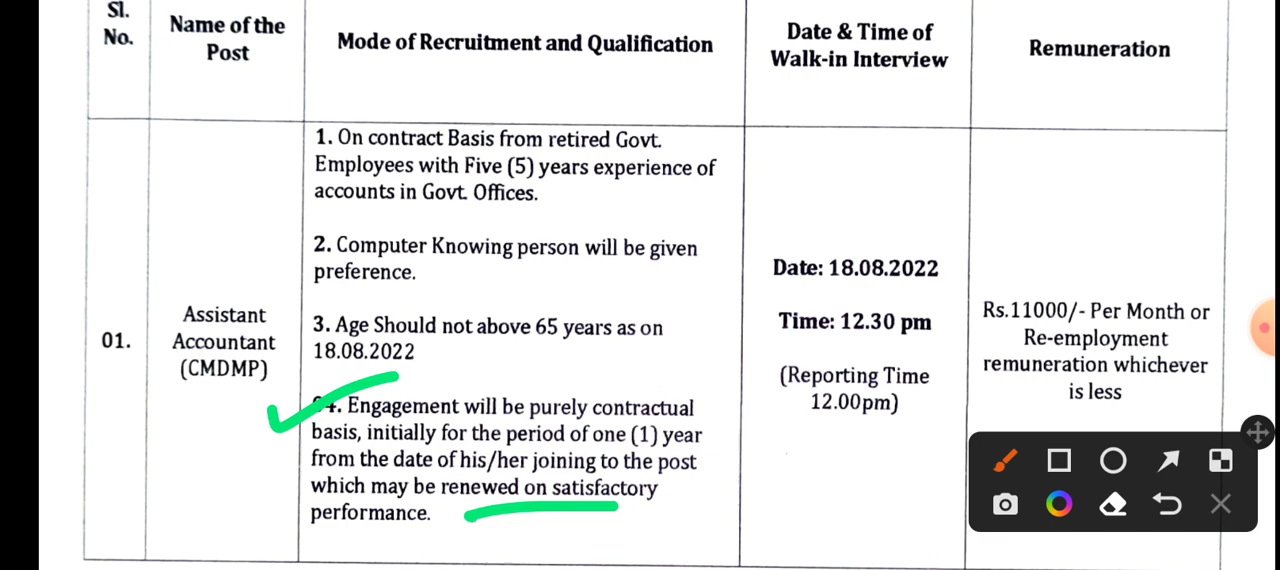 Sl.
No.
Name of the
Post
Mode of Recruitment and Qualification
Date & Time of
Walk-in Interview
Remuneration
01.
Assistant
Accountant
(CMDMP)
1. On contract Basis from retired Govt.
Employees with Five (5) years experience of
accounts in Govt. Offices.
2. Computer Knowing person will be given
preference.
3. Age Should not above 65 years as on
18.08.2022
04. Engagement will be purely contractual
basis, initially for the period of one (1) year
from the date of his/her joining to the post
which may be renewed on satisfactory
performance.
Date: 18.08.2022
Time: 12.30 pm
(Reporting Time
12.00pm)
Rs.11000/- Per Month or
Re-employment
remuneration whichever
is less